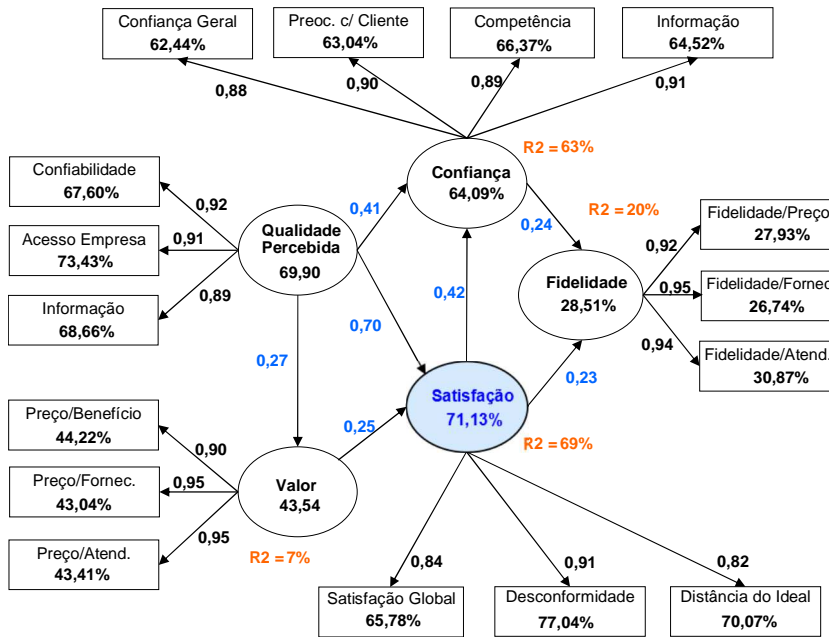 Confiança Geral
62,44%
Preoc. c/ Cliente
63,04%
Competência
66,37%
Informação
64,52%
0,88
0,90
0,89
0,91
R2 = 63%
Confiança
64,09%
Confiabilidade
67,60%
Acesso Empresa
73,43%
Informação
68,66%
0,92
0,91
0,89
Qualidade
Percebida
69,90
0,41
0,70
0,27
0,42
0,24
R2 = 20%
Fidelidade
28,51%
0,92
0,95
0,94
Fidelidade/Preço
27,93%
Fidelidade/Fornec.
26,74%
Fidelidade/Atend.
30,87%
Satisfação
71,13%
0,23
R2 = 69%
0,25
Preço/Benefício
44,22%
Preço/Fornec.
43,04%
Preço/Atend.
43,41%
0,90
0,95
0,95
Valor
43,54
R2 = 7%
0,84
0,91
0,82
Satisfação Global
65,78%
Desconformidade
77,04%
Distância do Ideal
70,07%